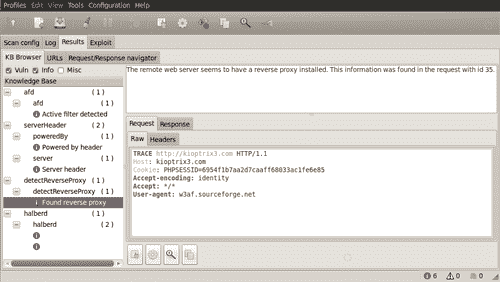 Profiles Edit View Tools Configuration Help
Scan config Log Results Exploit
KB Browser URLs Request/Response navigator
Vuln Info Misc
Knowledge Base
afd ( 1 )
afd ( 1 )
Active filter detected
serverHeader ( 2 )
poweredBy ( 1 )
Powered by header
server ( 1 )
Server header
detectReverseProxy ( 1 )
detectReverseProxy ( 1 )
Found reverse proxy
halberd ( 2 )
halberd ( 2 )
The remote web server seems to have a reverse proxy installed. This information was found in the request with id 35.
Request Response
Raw Headers
TRACE http://kioptrix3.com HTTP/1.1
Host: kioptrix3.com
Cookie: PHPSESSID=6954f1b7aa2d7caaff68033ac1fe6e85
Accept-encoding: identity
Accept: */*
User-agent: w3af.sourceforge.net
6 0 0